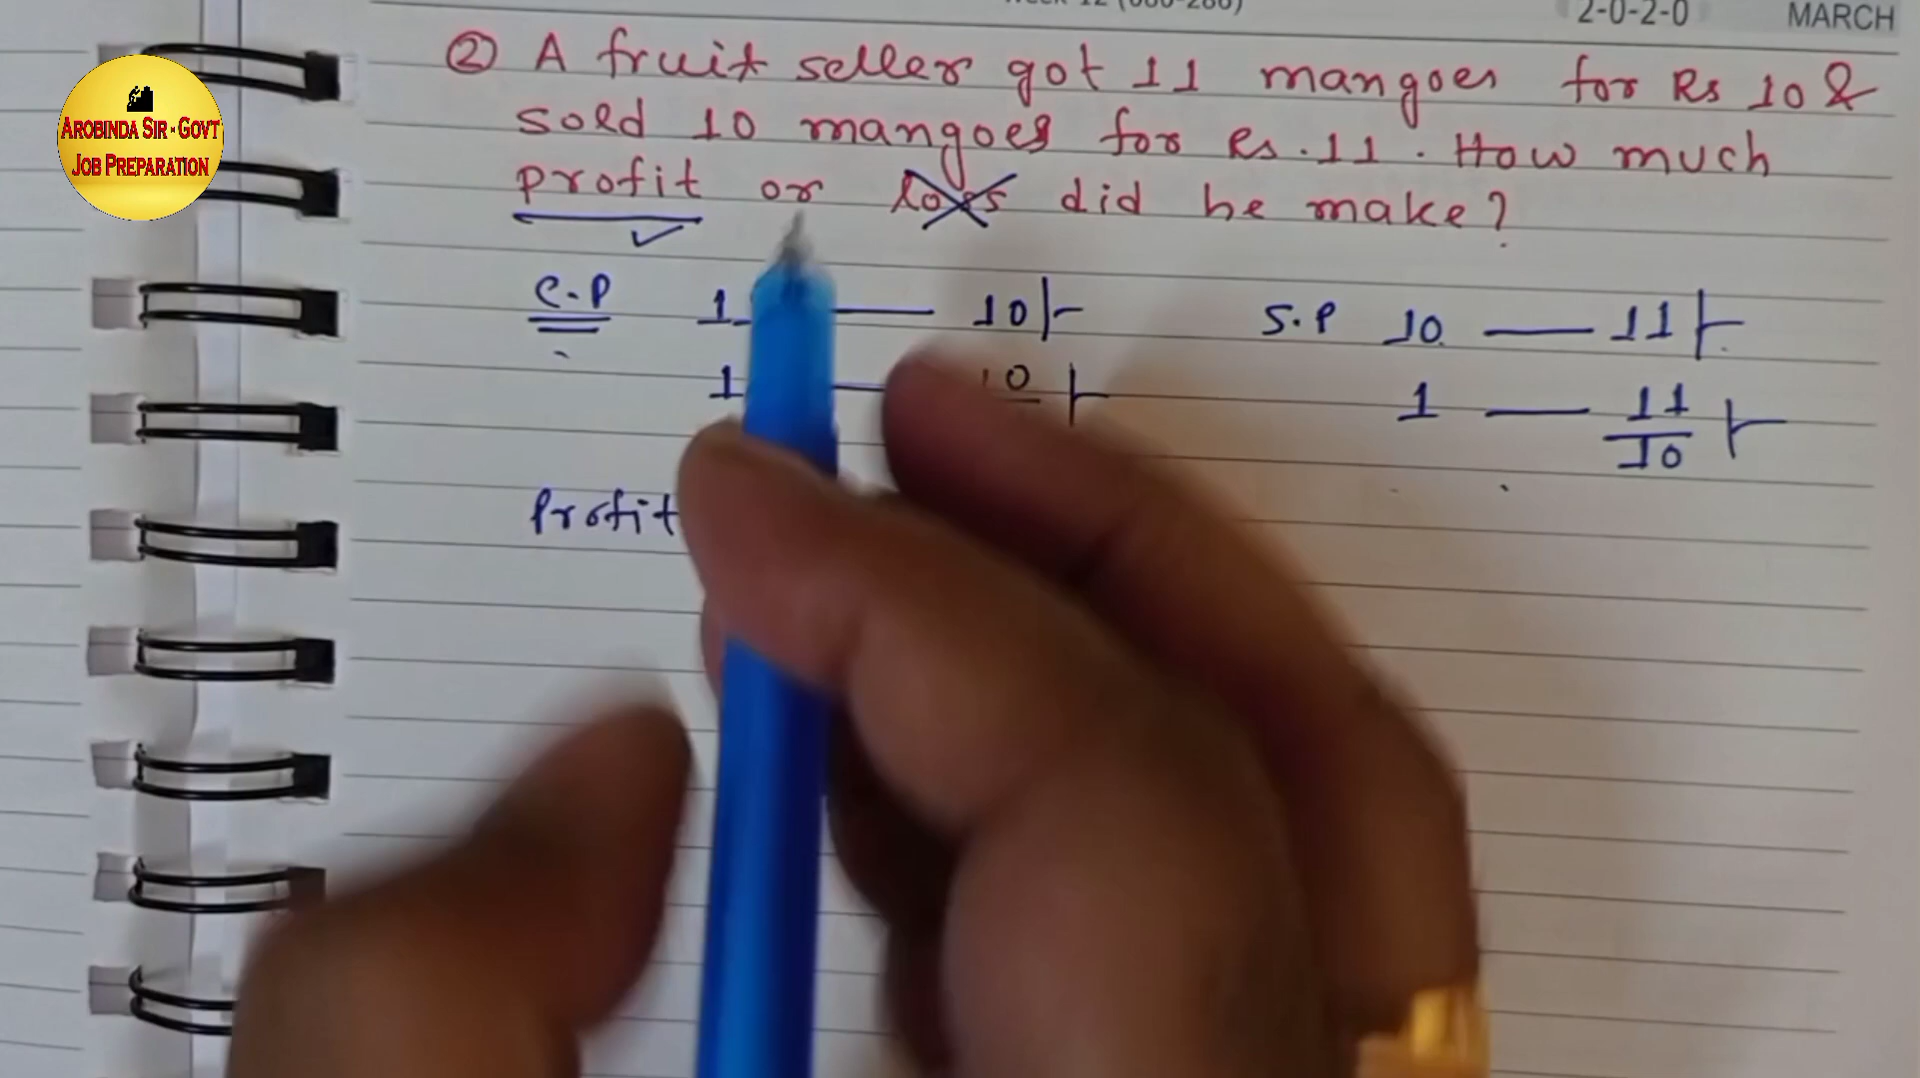 2-0-2-0 MARCH
② A fruit seller got 11 mangoes for Rs 10 &
sold 10 mangoes for Rs.11. How much
profit or loss did he make?
C.P 1 — 10/- S.P 10 — 11/-
1 — 10/- 1 — 11/10 /-
Profit
AROBINDA SIR - GOVT
JOB PREPARATION